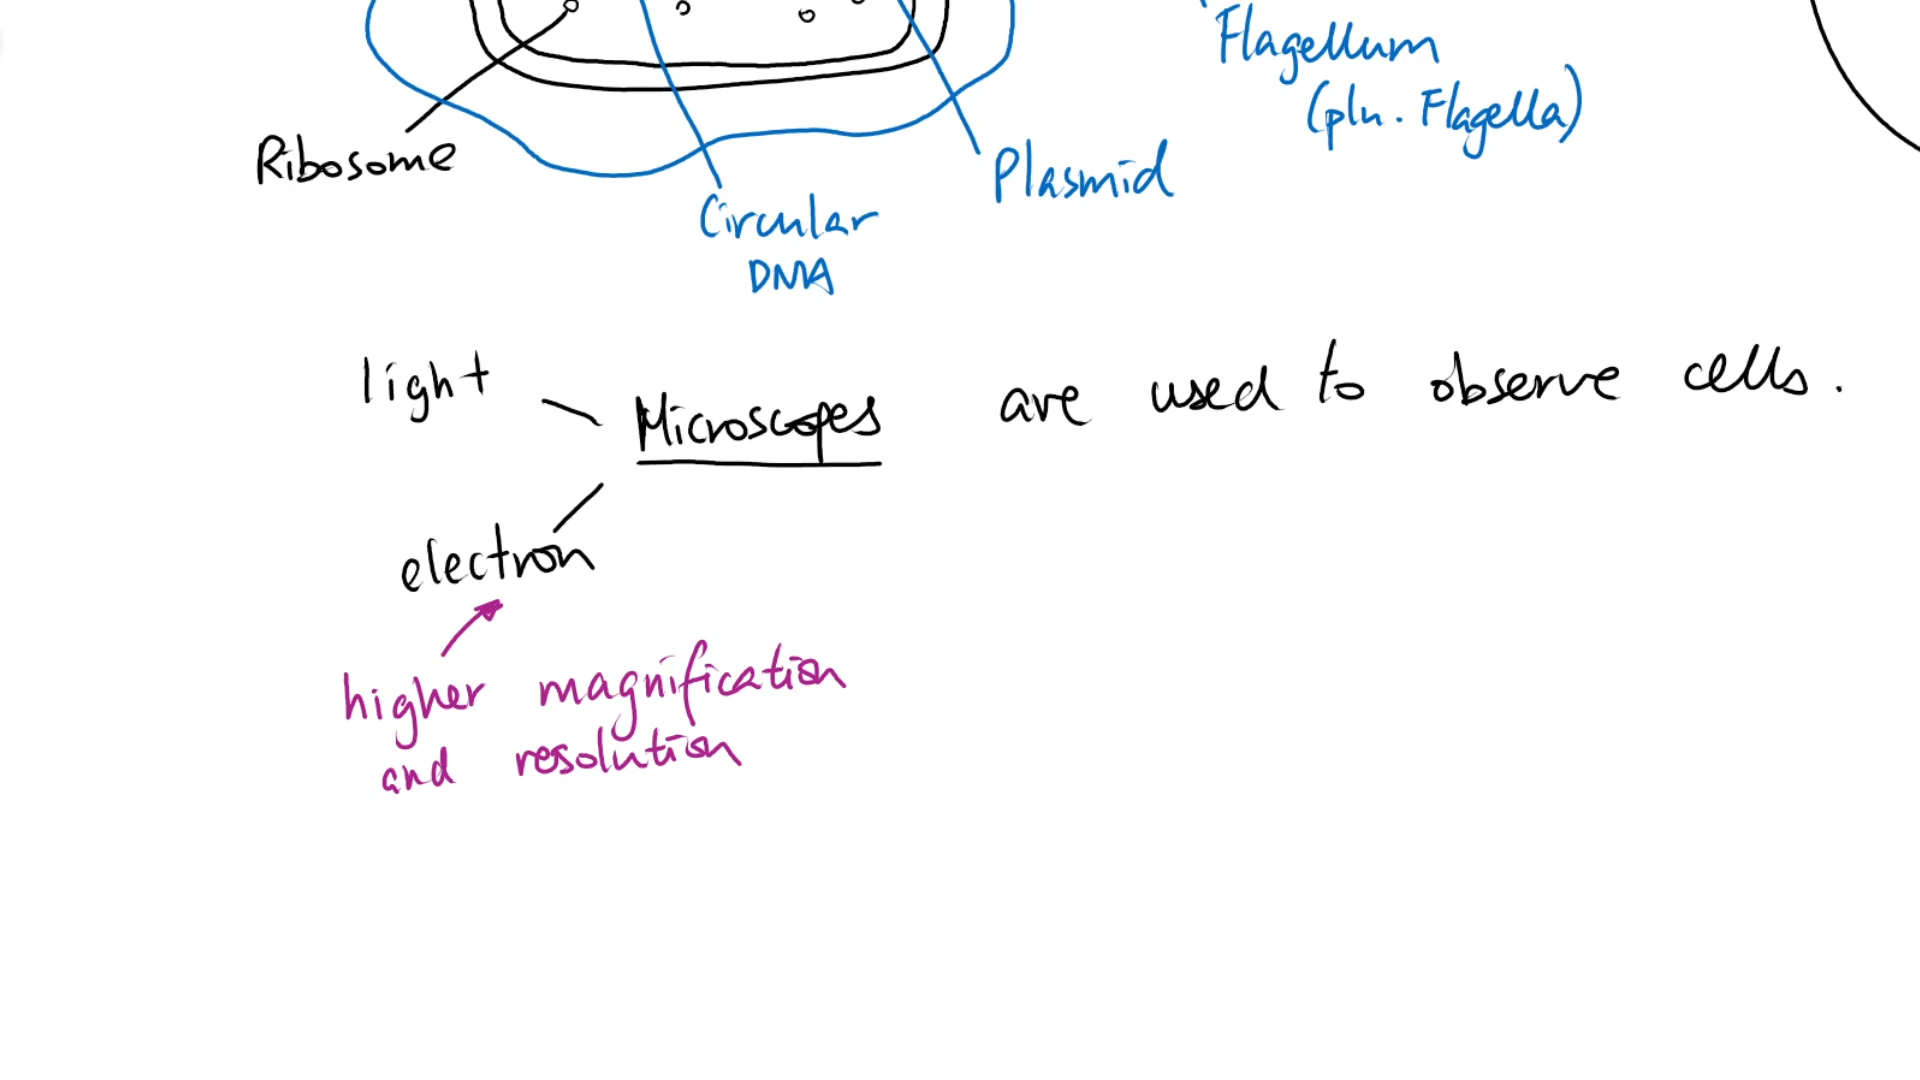 Flagellum
(plu. Flagella)
Ribosome
Plasmid
Circular
DNA
light
Microscopes are used to observe cells.
electron
higher magnification
and resolution